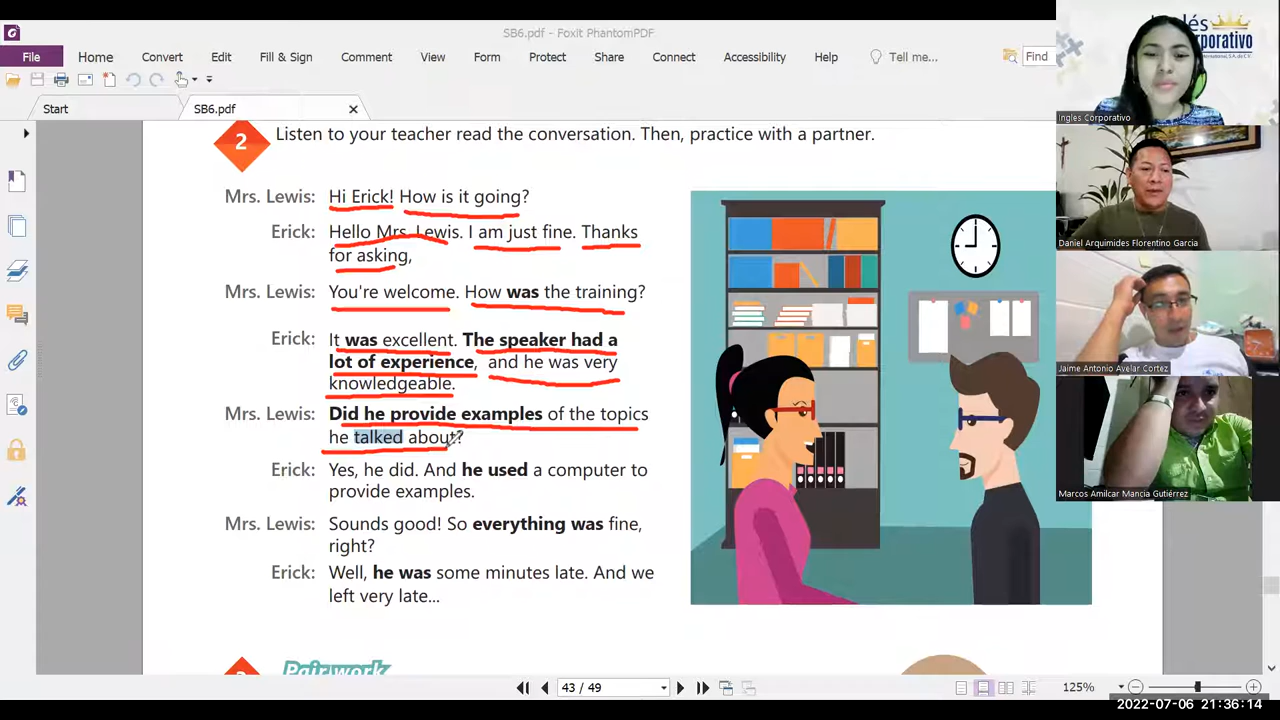 SB6.pdf - Foxit PhantomPDF
File Home Convert Edit Fill & Sign Comment View Form Protect Share Connect Accessibility Help Tell me... Find
Start SB6.pdf
2 Listen to your teacher read the conversation. Then, practice with a partner.
Mrs. Lewis: Hi Erick! How is it going?
Erick: Hello Mrs. Lewis. I am just fine. Thanks
for asking,
Mrs. Lewis: You're welcome. How was the training?
Erick: It was excellent. The speaker had a
lot of experience, and he was very
knowledgeable.
Mrs. Lewis: Did he provide examples of the topics
he talked about?
Erick: Yes, he did. And he used a computer to
provide examples.
Mrs. Lewis: Sounds good! So everything was fine,
right?
Erick: Well, he was some minutes late. And we
left very late...
Pair work
43 / 49
125%
Ingles Corporativo
Daniel Arquimides Florentino Garcia
Jaime Antonio Avelar Cortez
Marcos Amilcar Mancia Gutiérrez
2022-07-06 21:36:14